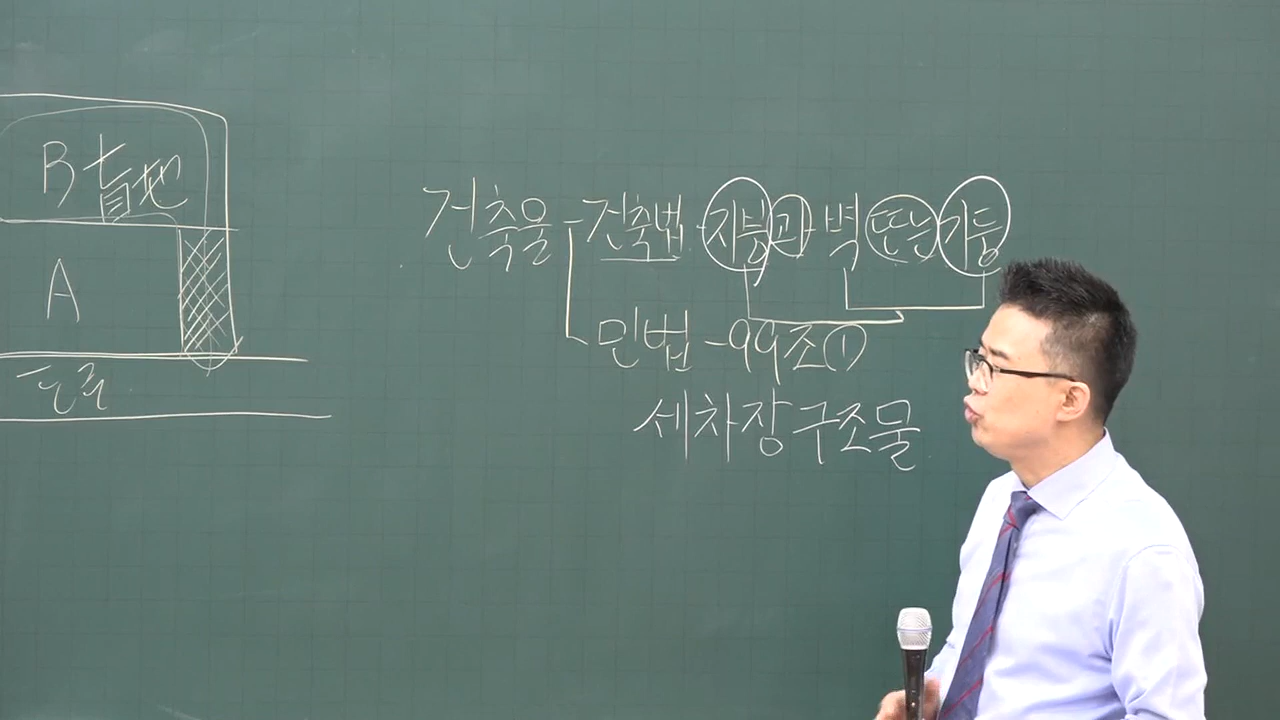 B 盲地
A
도로
건축물 - 건축법 - 지붕과 벽 또는 기둥
민법 - 99조①
세차장구조물